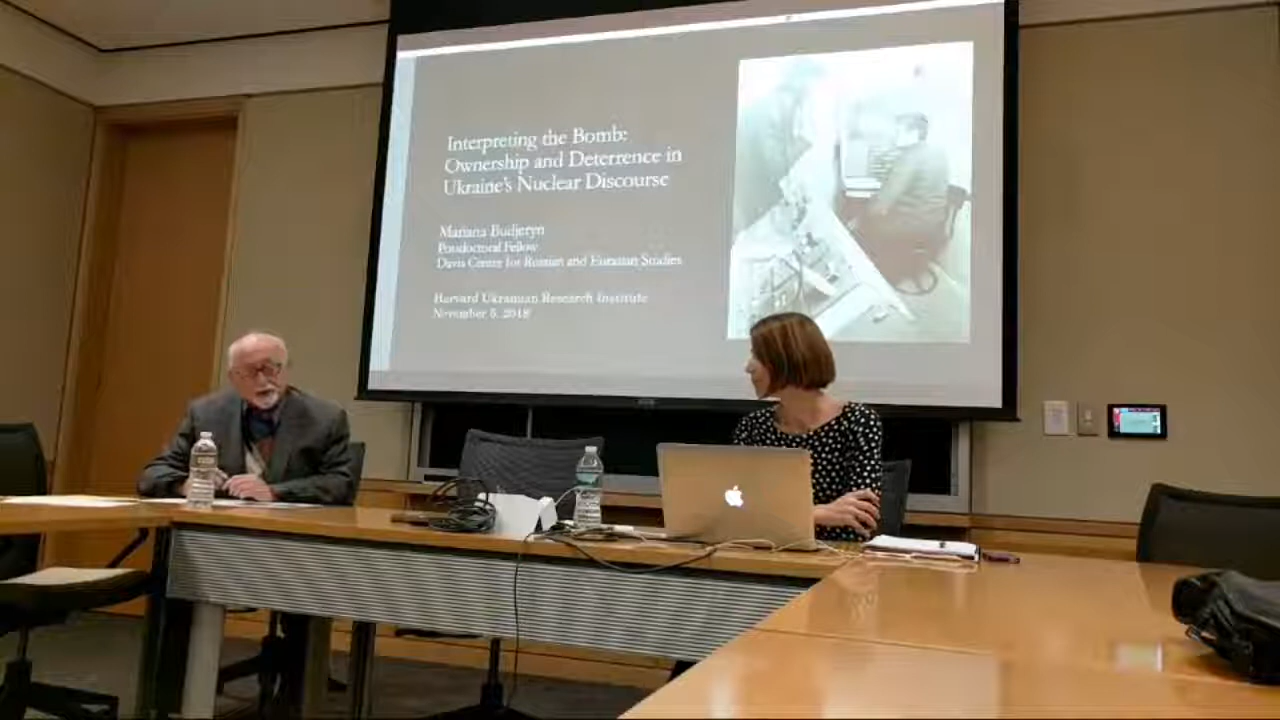 Interpreting the Bomb:
Ownership and Deterrence in
Ukraine's Nuclear Discourse
Mariana Budjeryn
Postdoctoral Fellow
Davis Center for Russian and Eurasian Studies
Harvard Ukrainian Research Institute
November 5, 2018